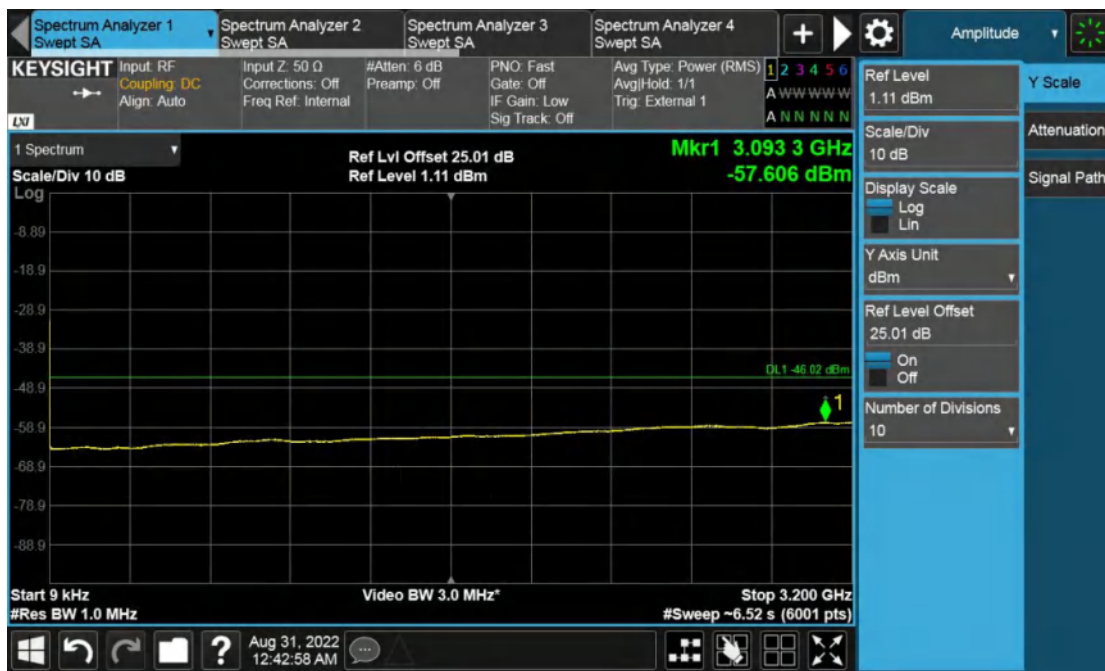 Spectrum Analyzer 1
Swept SA
Spectrum Analyzer 2
Swept SA
Spectrum Analyzer 3
Swept SA
Spectrum Analyzer 4
Swept SA
+
Amplitude
KEYSIGHT
LXI
Input: RF
Coupling: DC
Align: Auto
Input Z: 50 Ω
Corrections: Off
Freq Ref: Internal
#Atten: 6 dB
Preamp: Off
PNO: Fast
Gate: Off
IF Gain: Low
Sig Track: Off
Avg Type: Power (RMS)
Avg|Hold: 1/1
Trig: External 1
1 2 3 4 5 6
A W W W W W
A N N N N N
1 Spectrum
Scale/Div 10 dB
Ref Lvl Offset 25.01 dB
Ref Level 1.11 dBm
Mkr1 3.093 3 GHz
-57.606 dBm
Log
-8.89
-18.9
-28.9
-38.9
-48.9
-58.9
-68.9
-78.9
-88.9
DL1 -46.02 dBm
1
Start 9 kHz
#Res BW 1.0 MHz
Video BW 3.0 MHz*
Stop 3.200 GHz
#Sweep ~6.52 s (6001 pts)
?
Aug 31, 2022
12:42:58 AM
Ref Level
1.11 dBm
Scale/Div
10 dB
Display Scale
Log
Lin
Y Axis Unit
dBm
Ref Level Offset
25.01 dB
On
Off
Number of Divisions
10
Y Scale
Attenuation
Signal Path